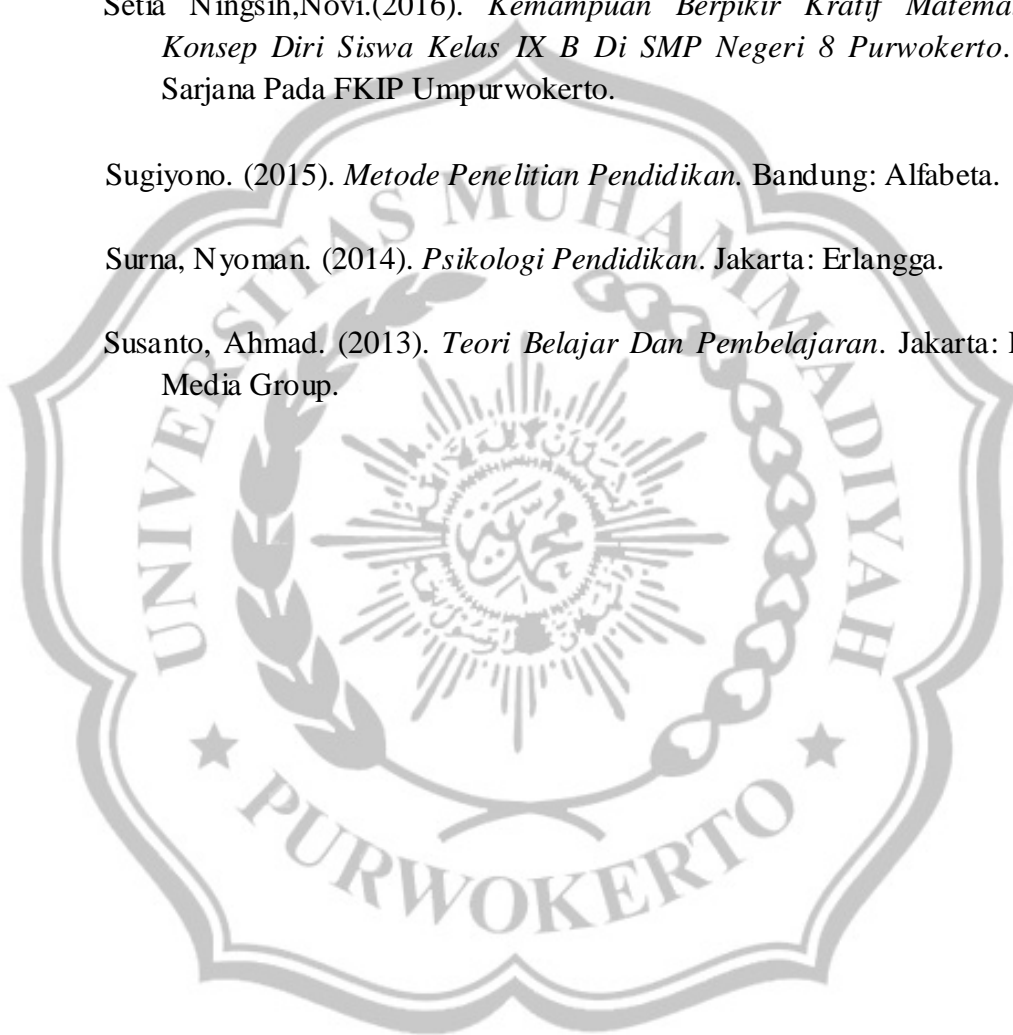 Setia Ningsih,Novi.(2016). Kemampuan Berpikir Kratif
Konsep Diri Siswa Kelas IX B Di SMP Negeri 8 Purwokerto.
Sarjana Pada FKIP Umpurwokerto.
Sugiyono. (2015). Metode Penelitian Pendidikan. Bandung: Alfabeta.
Surna, Nyoman. (2014). Psikologi Pendidikan. Jakarta: Erlangga.
Susanto, Ahmad. (2013). Teori Belajar Dan Pembelajaran. Jakarta:
Media Group.
UNIVERSITAS MUHAMMADIYAH
PURWOKERTO